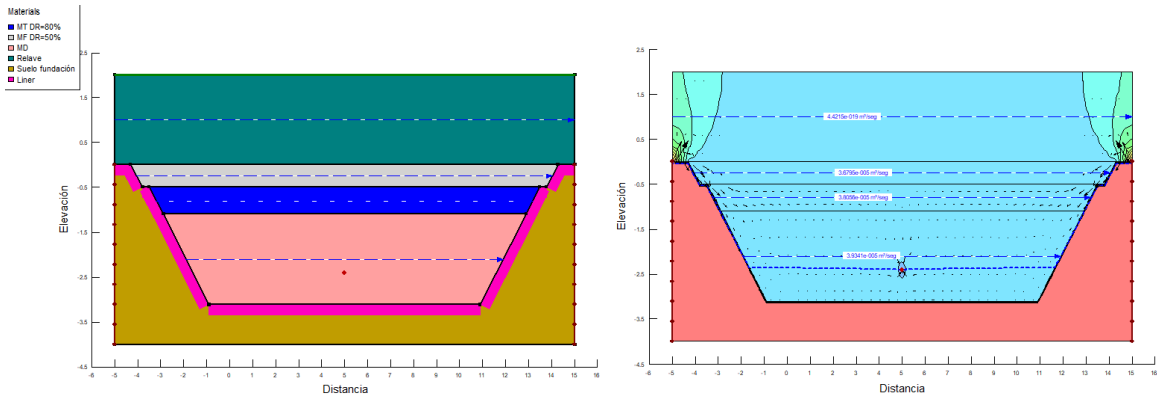 Materials
MT DR=80%
MF DR=50%
MD
Relave
Suelo fundación
Liner
2.5
1.5
0.5
-0.5
-1.5
-2.5
-3.5
-4.5
Elevación
-6 -5 -4 -3 -2 -1 0 1 2 3 4 5 6 7 8 9 10 11 12 13 14 15 16
Distancia
2.5
1.5
0.5
-0.5
-1.5
-2.5
-3.5
-4.5
Elevación
4.4215e-019 m³/seg
3.6795e-005 m³/seg
3.8058e-005 m³/seg
3.9341e-005 m³/seg
-6 -5 -4 -3 -2 -1 0 1 2 3 4 5 6 7 8 9 10 11 12 13 14 15 16
Distancia